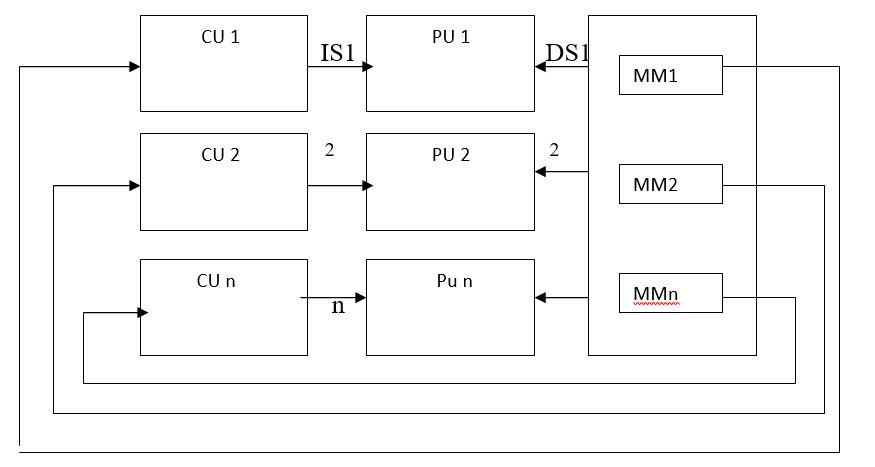 CU 1
IS1
PU 1
DS1
MM1
CU 2
2
PU 2
2
MM2
CU n
n
Pu n
MMn